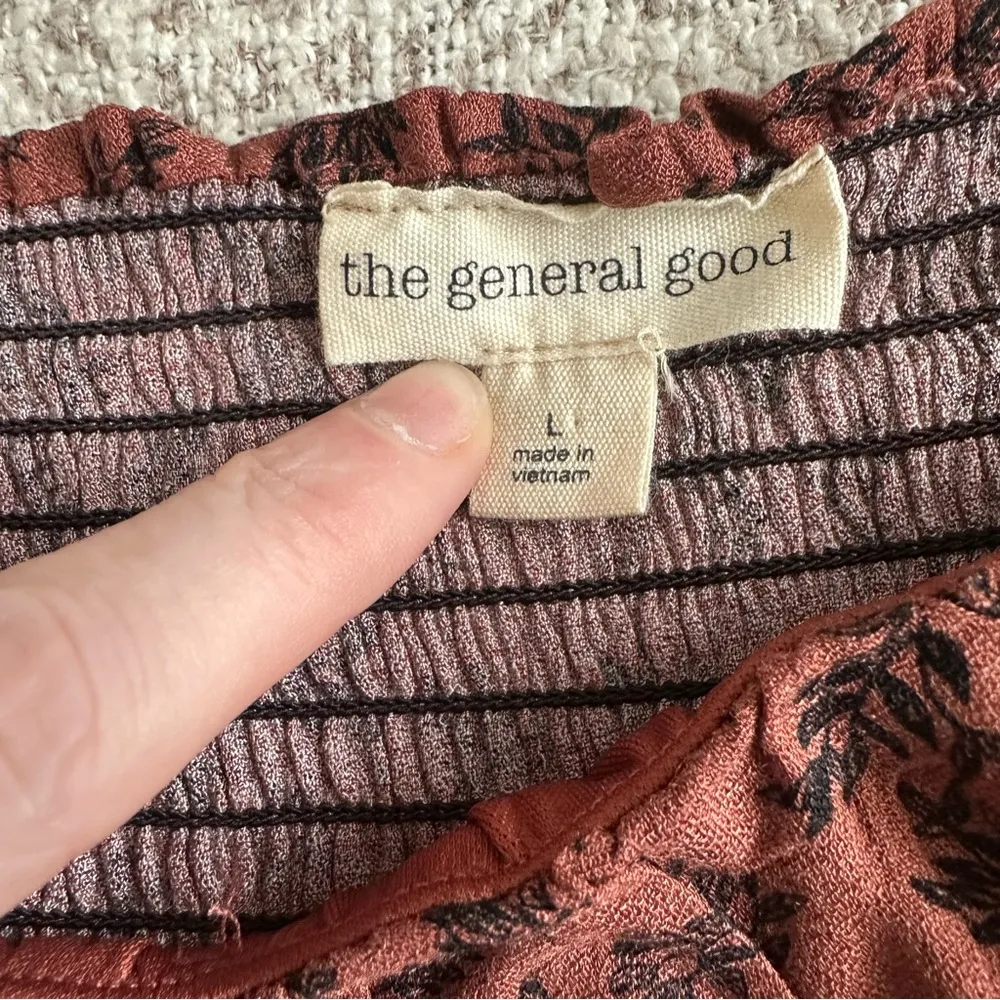 the general good
L
made in
vietnam